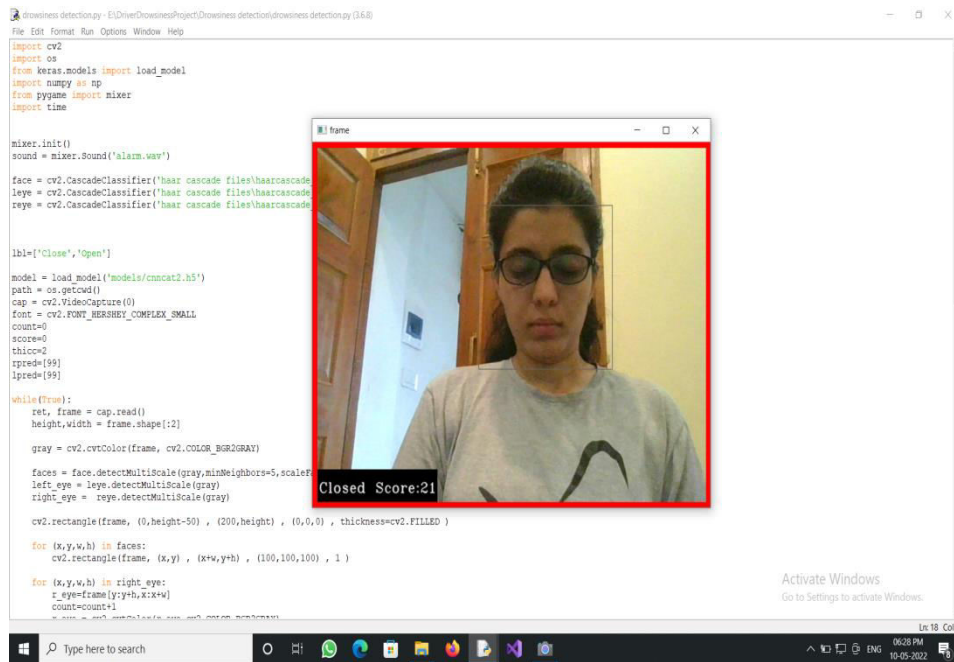 drowsiness detection.py - E:\DriverDrowsinessProject\Drowsiness detection\drowsiness detection.py (3.6.8)
File Edit Format Run Options Window Help
import cv2
import os
from keras.models import load_model
import numpy as np
from pygame import mixer
import time
mixer.init()
sound = mixer.Sound('alarm.wav')
face = cv2.CascadeClassifier('haar cascade files\haarcascade_
leye = cv2.CascadeClassifier('haar cascade files\haarcascade_
reye = cv2.CascadeClassifier('haar cascade files\haarcascade_
lbl=['Close','Open']
model = load_model('models/cnncat2.h5')
path = os.getcwd()
cap = cv2.VideoCapture(0)
font = cv2.FONT_HERSHEY_COMPLEX_SMALL
count=0
score=0
thicc=2
rpred=[99]
lpred=[99]
while(True):
ret, frame = cap.read()
height,width = frame.shape[:2]
gray = cv2.cvtColor(frame, cv2.COLOR_BGR2GRAY)
faces = face.detectMultiScale(gray,minNeighbors=5,scaleF
left_eye = leye.detectMultiScale(gray)
right_eye = reye.detectMultiScale(gray)
cv2.rectangle(frame, (0,height-50) , (200,height) , (0,0,0) , thickness=cv2.FILLED )
for (x,y,w,h) in faces:
cv2.rectangle(frame, (x,y) , (x+w,y+h) , (100,100,100) , 1 )
for (x,y,w,h) in right_eye:
r_eye=frame[y:y+h,x:x+w]
count=count+1
frame
Closed Score:21
Activate Windows
Go to Settings to activate Windows.
Ln: 18 Col
Type here to search
ENG
06:28 PM
10-05-2022